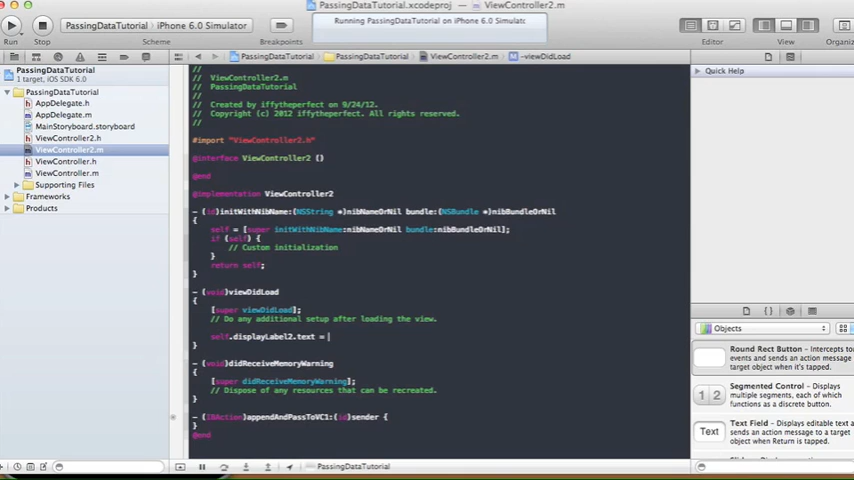 PassingDataTutorial.xcodeproj — ViewController2.m
PassingDataTutorial
iPhone 6.0 Simulator
Running PassingDataTutorial on iPhone 6.0 Simulator
Run
Stop
Scheme
Breakpoints
Editor
View
Organiz
PassingDataTutorial
PassingDataTutorial
ViewController2.m
-viewDidLoad
PassingDataTutorial
1 target, iOS SDK 6.0
PassingDataTutorial
AppDelegate.h
AppDelegate.m
MainStoryboard.storyboard
ViewController2.h
ViewController2.m
ViewController.h
ViewController.m
Supporting Files
Frameworks
Products
//
// ViewController2.m
// PassingDataTutorial
//
// Created by iffytheperfect on 9/24/12.
// Copyright (c) 2012 iffytheperfect. All rights reserved.
//
#import "ViewController2.h"
@interface ViewController2 ()
@end
@implementation ViewController2
- (id)initWithNibName:(NSString *)nibNameOrNil bundle:(NSBundle *)nibBundleOrNil
{
self = [super initWithNibName:nibNameOrNil bundle:nibBundleOrNil];
if (self) {
// Custom initialization
}
return self;
}
- (void)viewDidLoad
{
[super viewDidLoad];
// Do any additional setup after loading the view.
self.displayLabel2.text =
}
- (void)didReceiveMemoryWarning
{
[super didReceiveMemoryWarning];
// Dispose of any resources that can be recreated.
}
- (IBAction)appendAndPassToVC1:(id)sender {
}
@end
PassingDataTutorial
Quick Help
Objects
Round Rect Button - Intercepts to
events and sends an action message
target object when it's tapped.
1 2
Segmented Control - Displays
multiple segments, each of which
functions as a discrete button.
Text
Text Field - Displays editable text a
sends an action message to a target
object when Return is tapped.